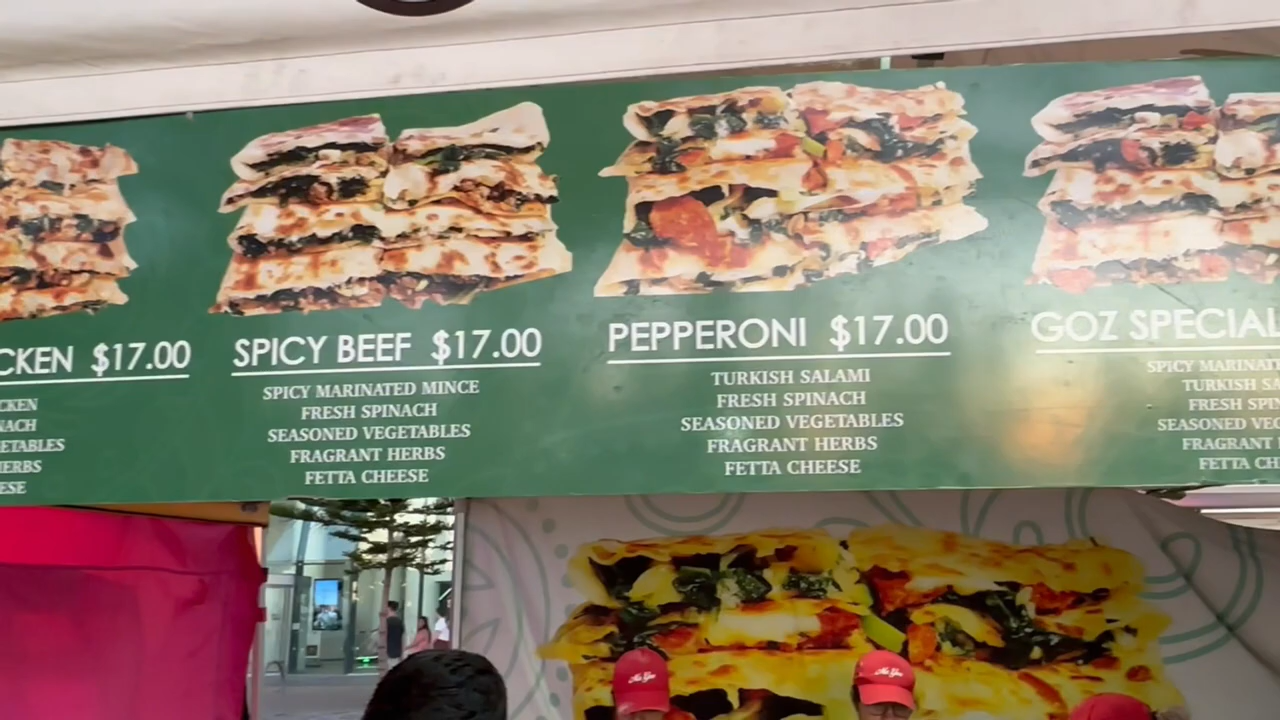 CKEN $17.00
CKEN
NACH
ETABLES
HERBS
ESE
SPICY BEEF $17.00
SPICY MARINATED MINCE
FRESH SPINACH
SEASONED VEGETABLES
FRAGRANT HERBS
FETTA CHEESE
PEPPERONI $17.00
TURKISH SALAMI
FRESH SPINACH
SEASONED VEGETABLES
FRAGRANT HERBS
FETTA CHEESE
GOZ SPECIAL
SPICY MARINATI
TURKISH SA
FRESH SPIN
SEASONED VEG
FRAGRANT
FETTA CH